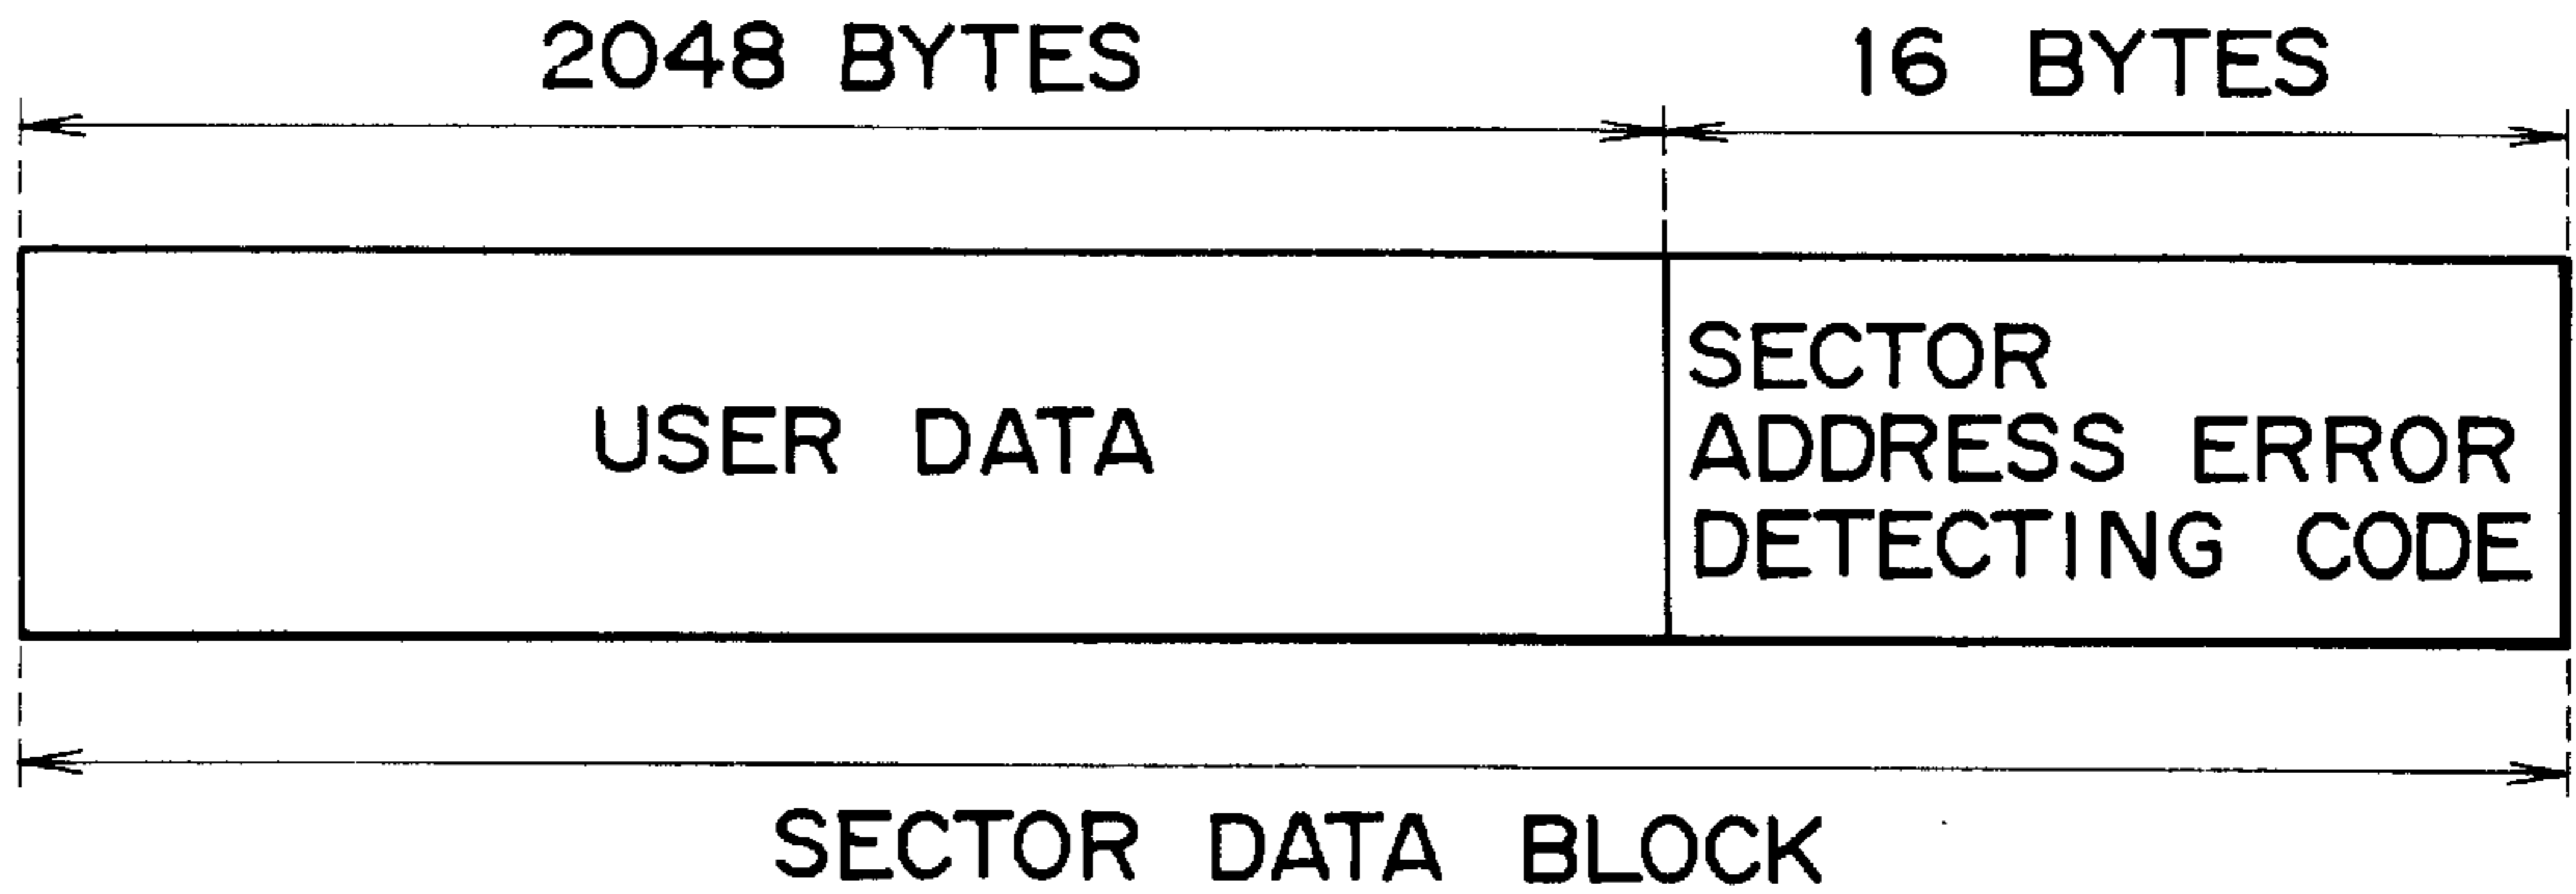 2048 BYTES
16 BYTES
USER DATA
SECTOR
ADDRESS ERROR
DETECTING CODE
SECTOR DATA BLOCK